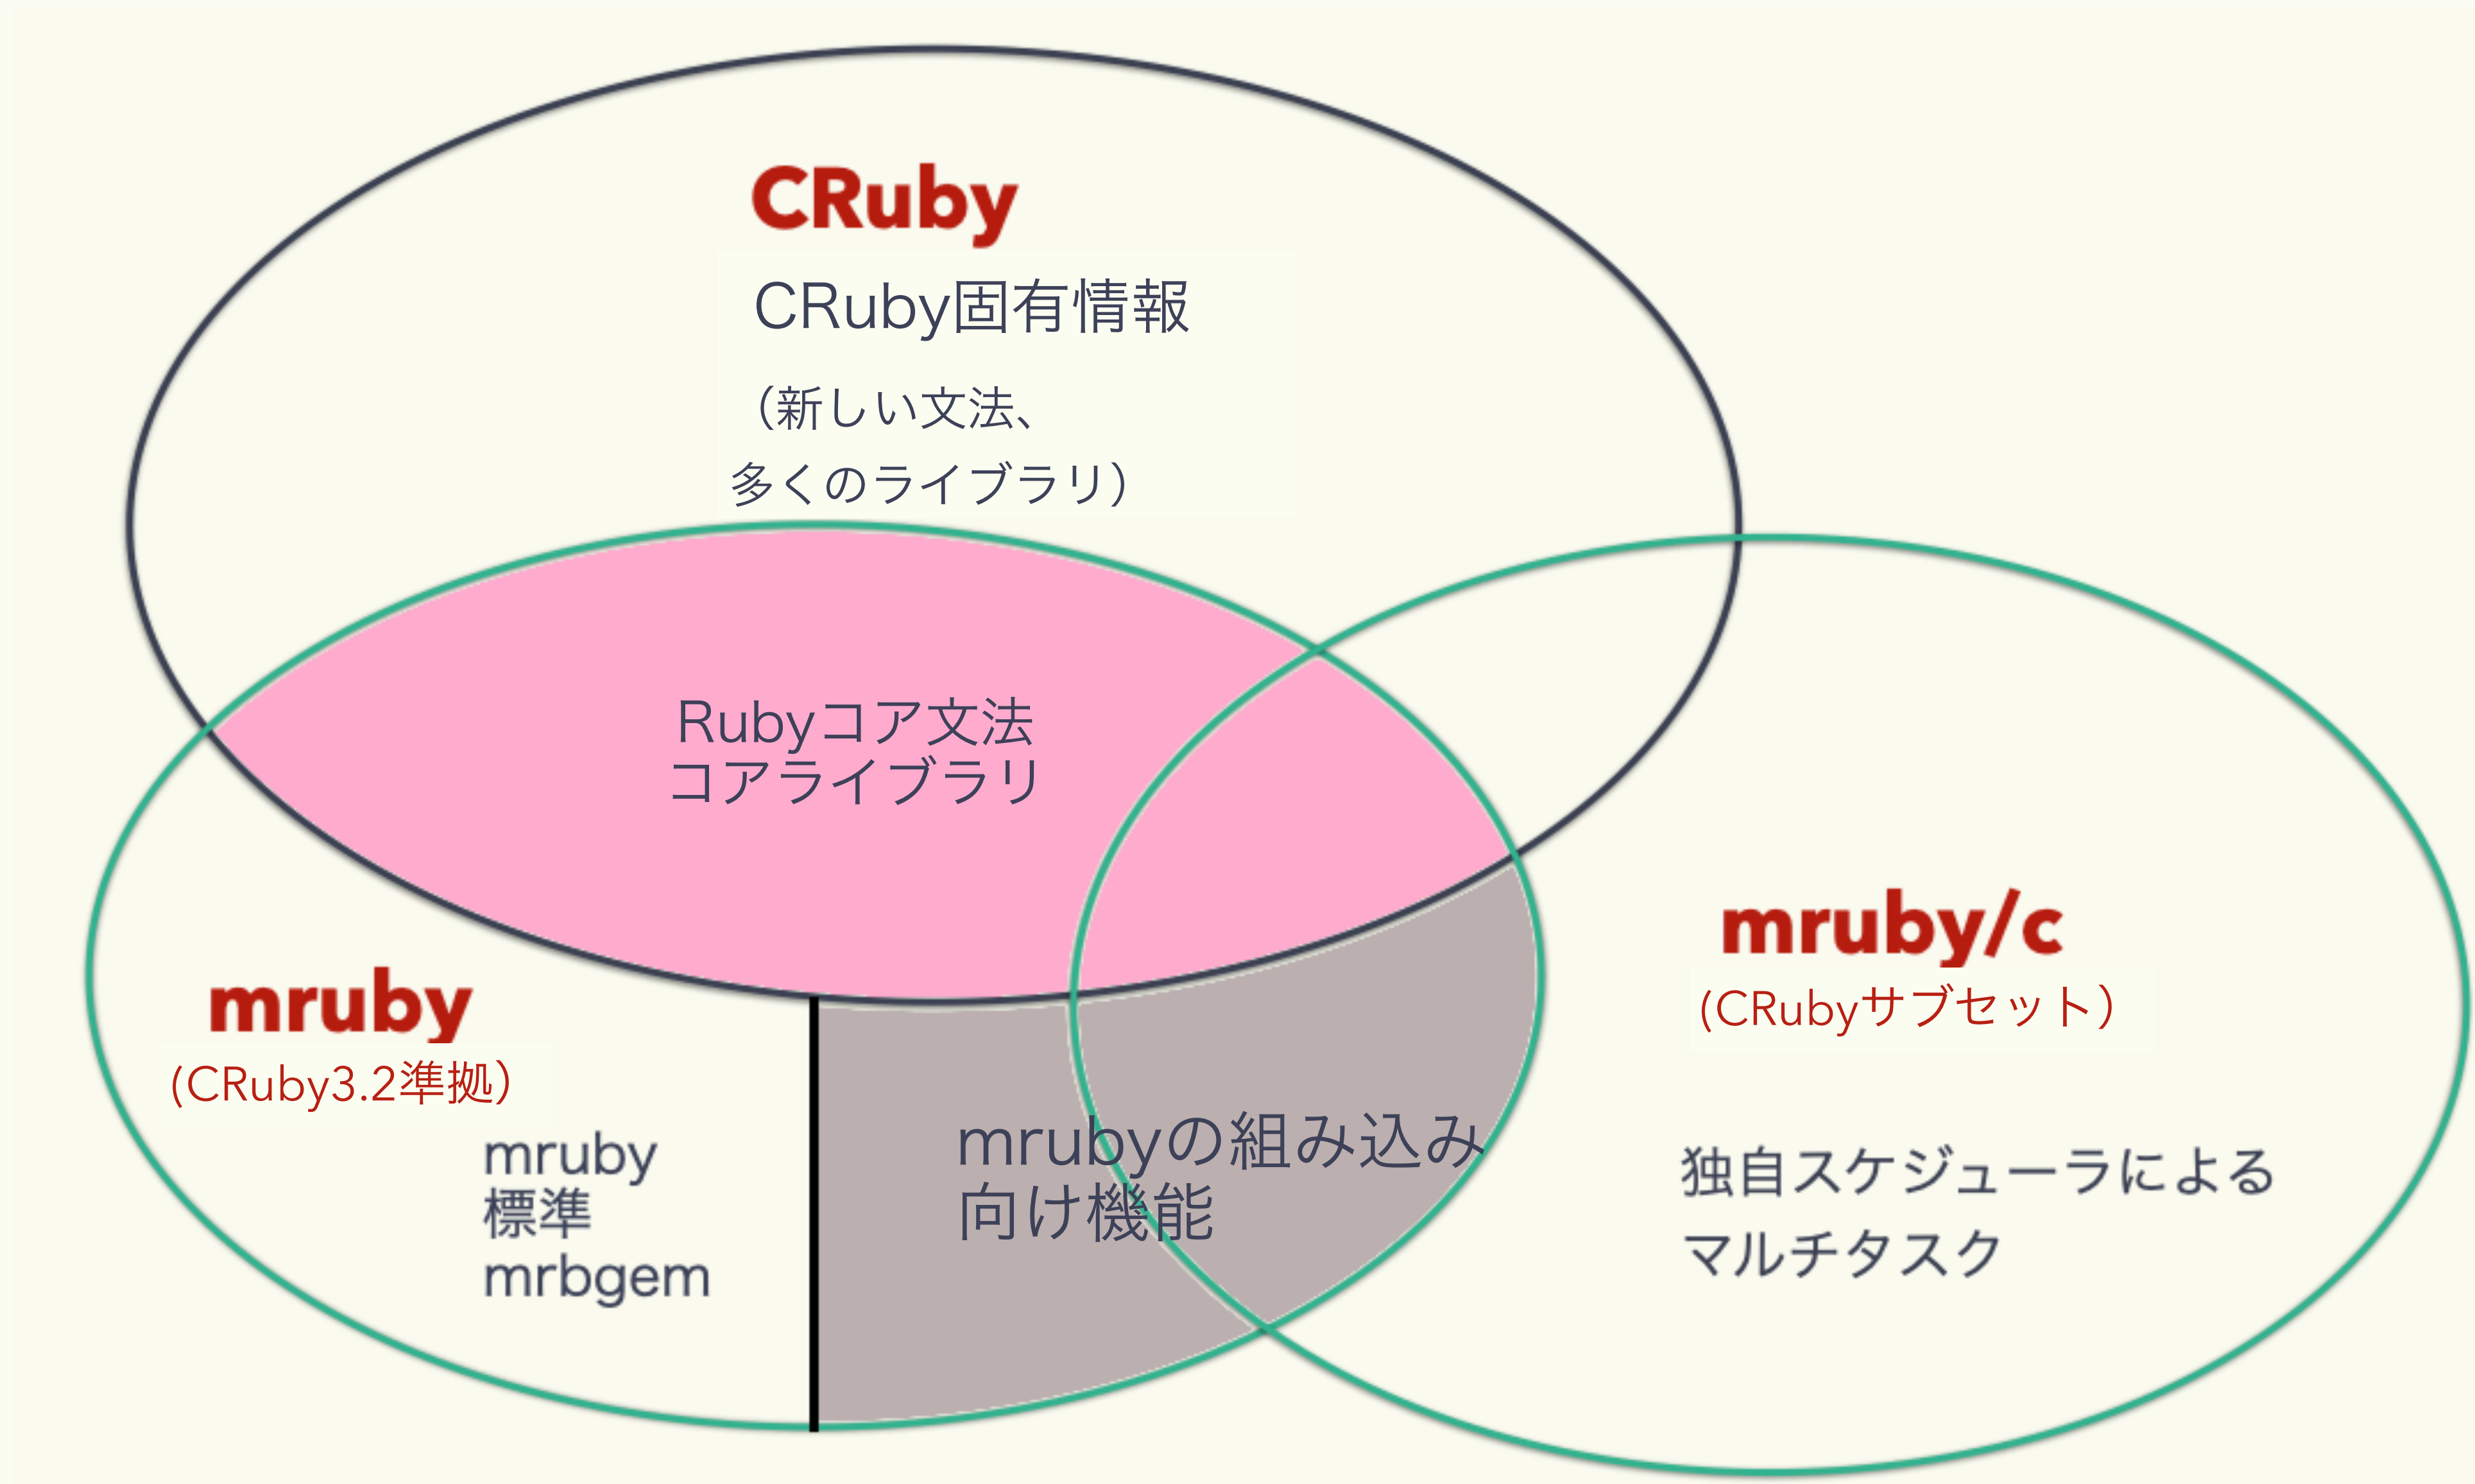 CRuby
CRuby固有情報
（新しい文法、
多くのライブラリ）
Rubyコア文法
コアライブラリ
mruby
(CRuby3.2準拠)
mruby
標準
mrbgem
mrubyの組み込み
向け機能
mruby/c
(CRubyサブセット)
独自スケジューラによる
マルチタスク